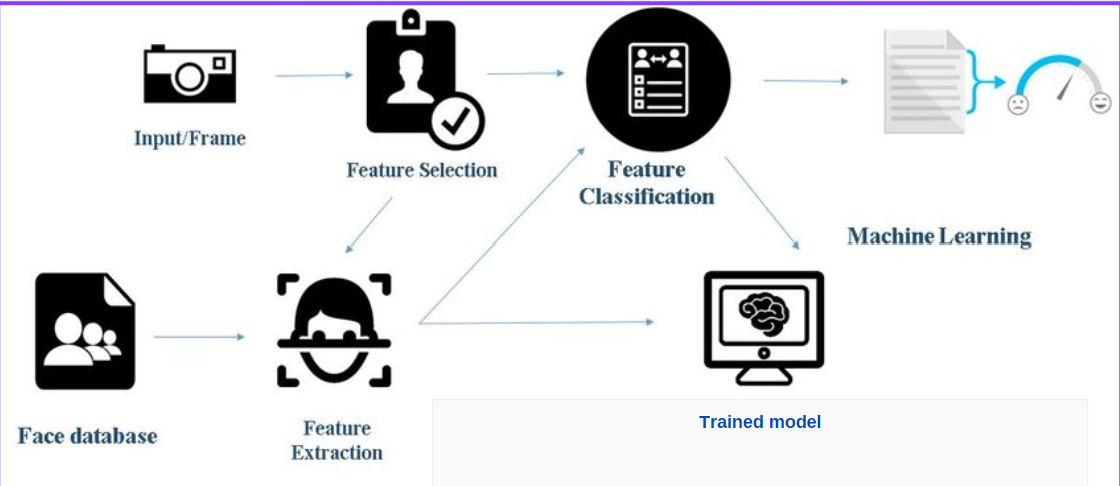 Input/Frame
Feature Selection
Feature
Classification
Machine Learning
Face database
Feature
Extraction
Trained model